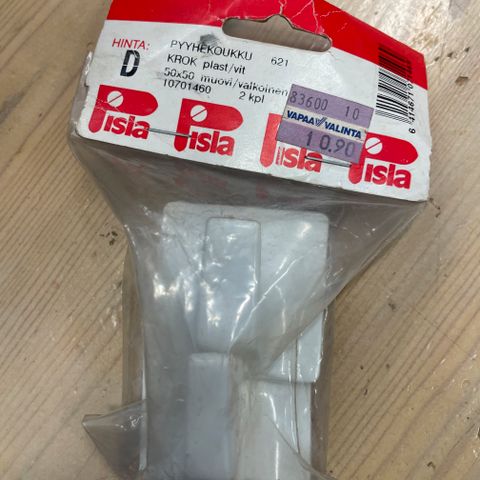 HINTA:
D
PYYHEKOUKKU 621
KROK plast/vit
50x50 muovi/valkoinen
10701460 2 kpl
83600 10
VAPAA VALINTA
10.90
Pisla Pisla Pisla Pisla